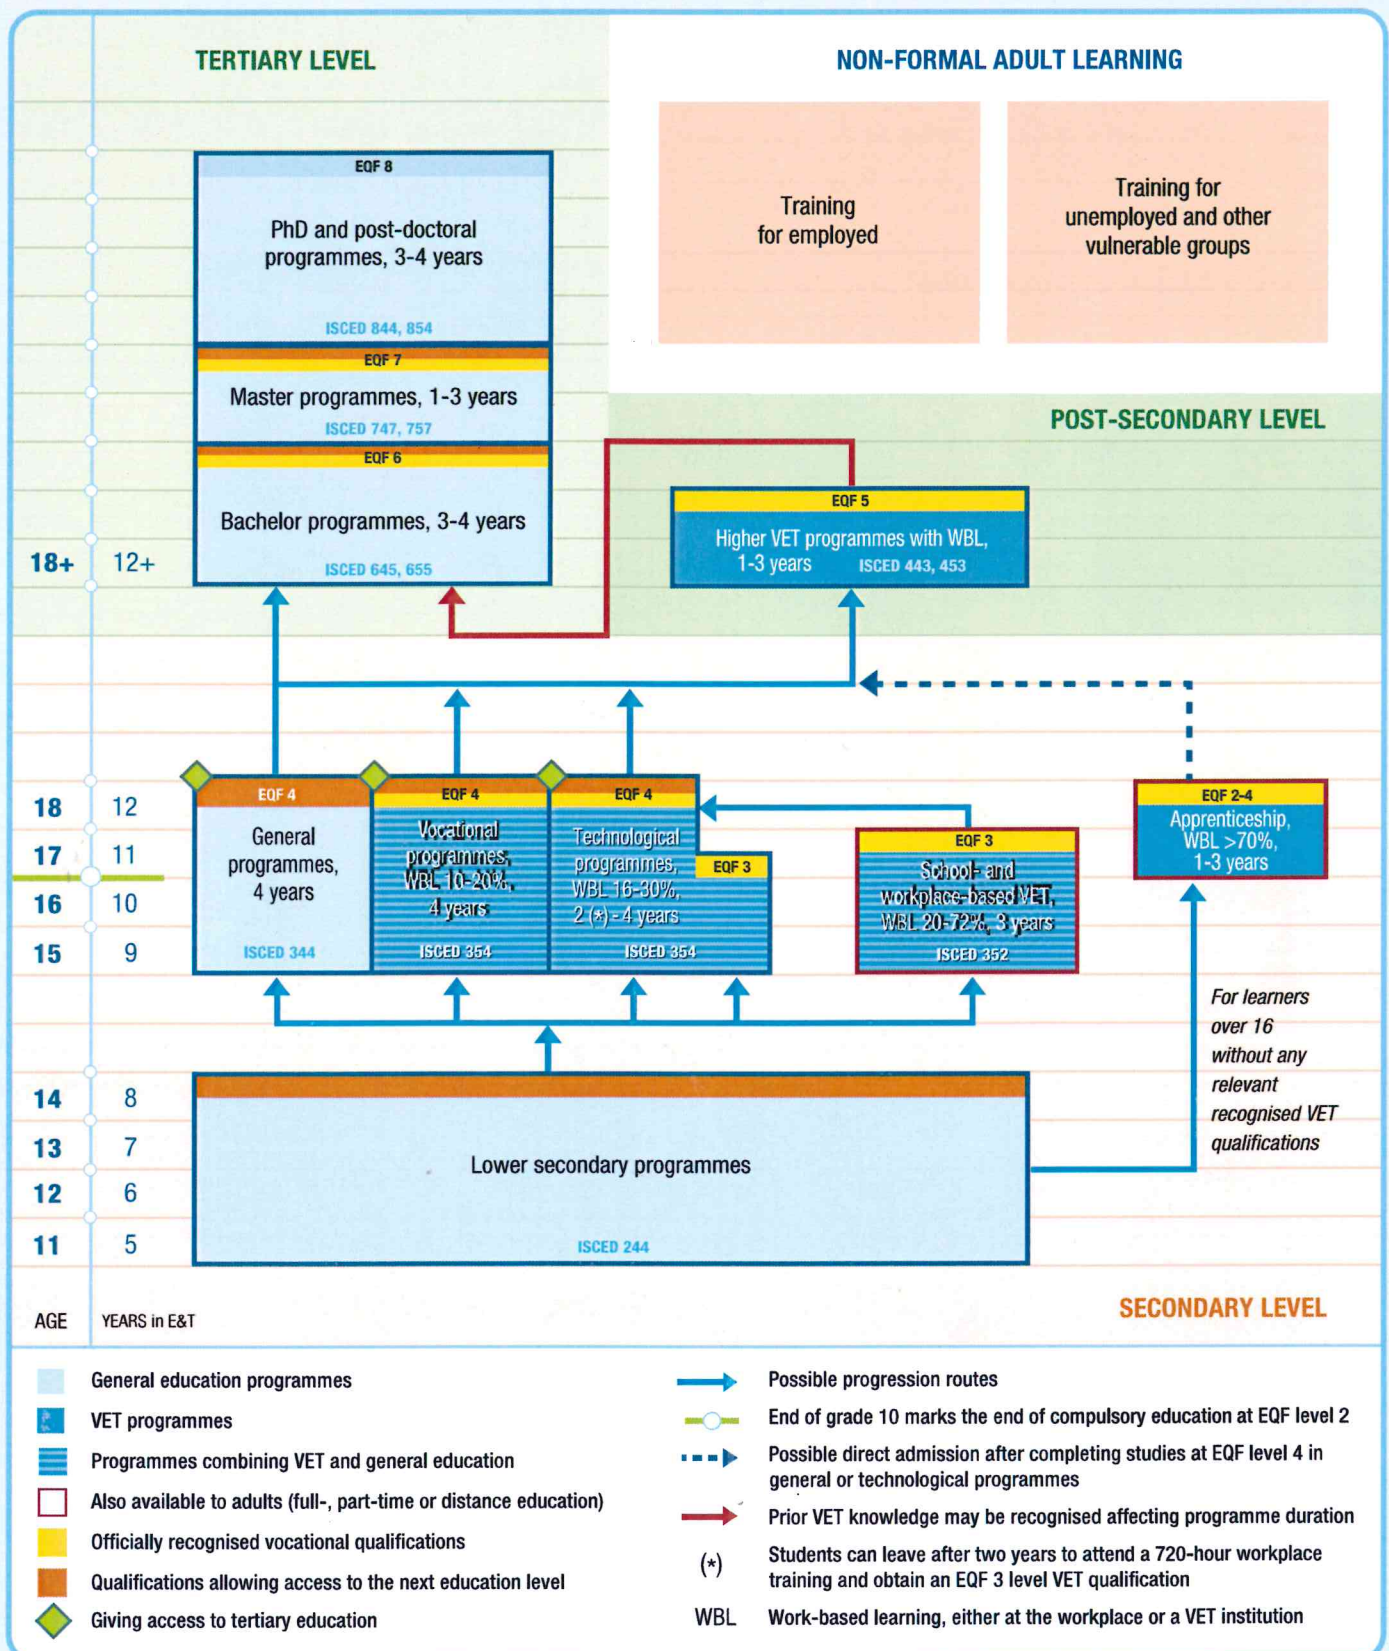 TERTIARY LEVEL
NON-FORMAL ADULT LEARNING
EQF 8
PhD and post-doctoral
programmes, 3-4 years
ISCED 844, 854
Training
for employed
Training for
unemployed and other
vulnerable groups
EQF 7
Master programmes, 1-3 years
ISCED 747, 757
POST-SECONDARY LEVEL
EQF 6
Bachelor programmes, 3-4 years
ISCED 645, 655
EQF 5
Higher VET programmes with WBL,
1-3 years ISCED 443, 453
18+ 12+
EQF 4
General
programmes,
4 years
ISCED 344
EQF 4
Vocational
programmes,
WBL 10-20%,
4 years
ISCED 354
EQF 4
Technological
programmes,
WBL 16-30%,
2 (*) - 4 years
ISCED 354
EQF 3
EQF 3
School- and
workplace-based VET,
WBL 20-72%, 3 years
ISCED 352
EQF 2-4
Apprenticeship,
WBL >70%,
1-3 years
18 12
17 11
16 10
15 9
For learners
over 16
without any
relevant
recognised VET
qualifications
14 8
13 7
12 6
11 5
Lower secondary programmes
ISCED 244
AGE YEARS in E&T
SECONDARY LEVEL
General education programmes
VET programmes
Programmes combining VET and general education
Also available to adults (full-, part-time or distance education)
Officially recognised vocational qualifications
Qualifications allowing access to the next education level
Giving access to tertiary education
Possible progression routes
End of grade 10 marks the end of compulsory education at EQF level 2
Possible direct admission after completing studies at EQF level 4 in
general or technological programmes
Prior VET knowledge may be recognised affecting programme duration
(*) Students can leave after two years to attend a 720-hour workplace
training and obtain an EQF 3 level VET qualification
WBL Work-based learning, either at the workplace or a VET institution